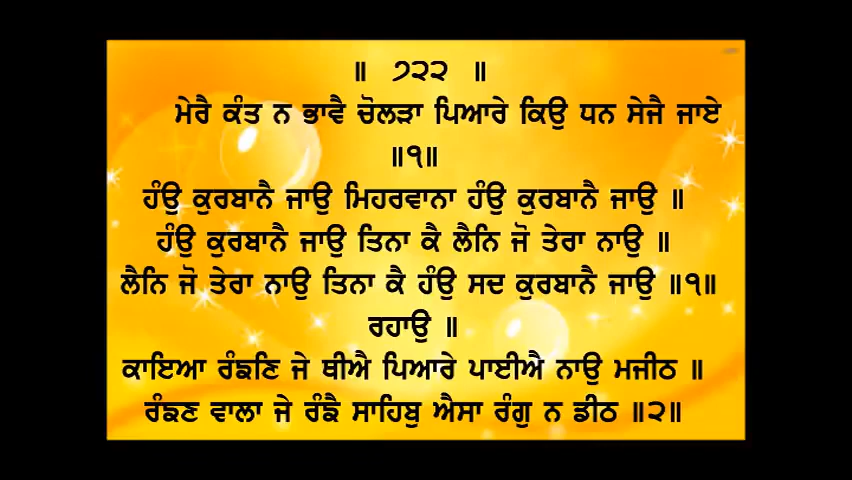 ॥ ੭੨੨ ॥
ਮੇਰੈ ਕੰਤ ਨ ਭਾਵੈ ਚੋਲੜਾ ਪਿਆਰੇ ਕਿਉ ਧਨ ਸੇਜੈ ਜਾਏ
॥੧॥
ਹੰਉ ਕੁਰਬਾਨੈ ਜਾਉ ਮਿਹਰਵਾਨਾ ਹੰਉ ਕੁਰਬਾਨੈ ਜਾਉ ॥
ਹੰਉ ਕੁਰਬਾਨੈ ਜਾਉ ਤਿਨਾ ਕੈ ਲੈਨਿ ਜੋ ਤੇਰਾ ਨਾਉ ॥
ਲੈਨਿ ਜੋ ਤੇਰਾ ਨਾਉ ਤਿਨਾ ਕੈ ਹੰਉ ਸਦ ਕੁਰਬਾਨੈ ਜਾਉ ॥੧॥
ਰਹਾਉ ॥
ਕਾਇਆ ਰੰਙਣਿ ਜੇ ਥੀਐ ਪਿਆਰੇ ਪਾਈਐ ਨਾਉ ਮਜੀਠ ॥
ਰੰਙਣ ਵਾਲਾ ਜੇ ਰੰਙੈ ਸਾਹਿਬੁ ਐਸਾ ਰੰਗੁ ਨ ਡੀਠ ॥੨॥